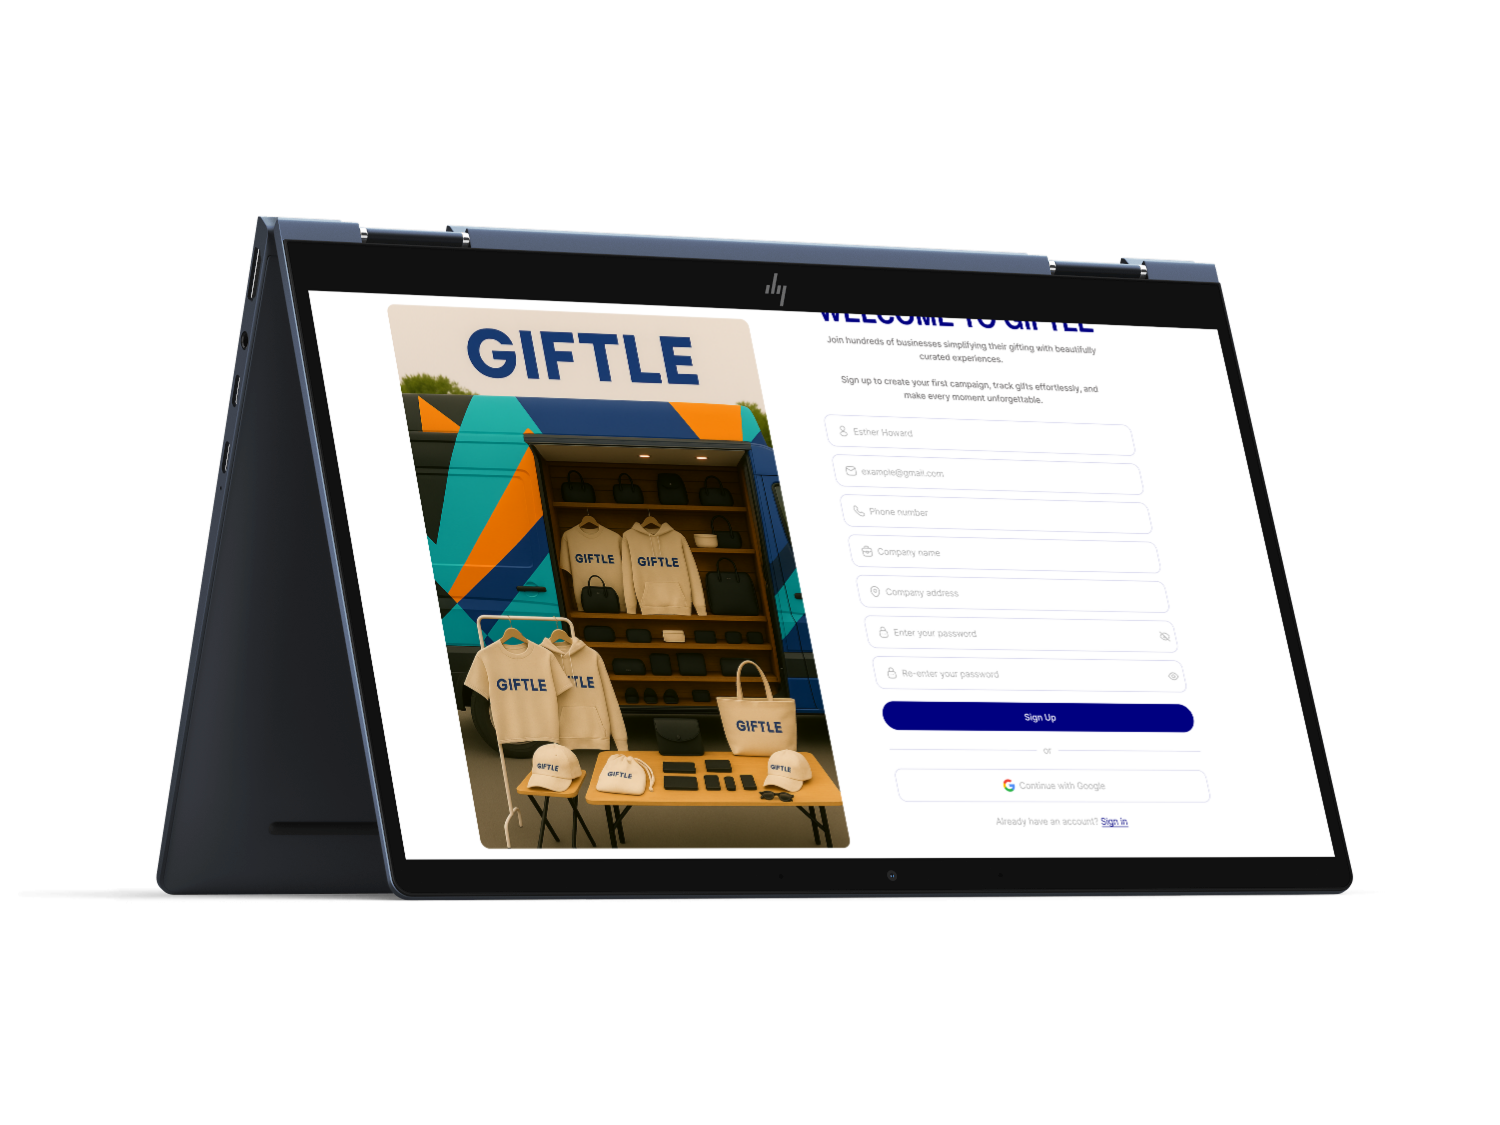 GIFTLE
GIFTLE
GIFTLE
GIFTLE
TLE
GIFTLE
GIFTLE
GIFTLE
GIFTLE
WELCOME TO GIFTLE
Join hundreds of businesses simplifying their gifting with beautifully
curated experiences.
Sign up to create your first campaign, track gifts effortlessly, and
make every moment unforgettable.
Esther Howard
example@gmail.com
Phone number
Company name
Company address
Enter your password
Re-enter your password
Sign Up
or
Continue with Google
Already have an account? Sign in